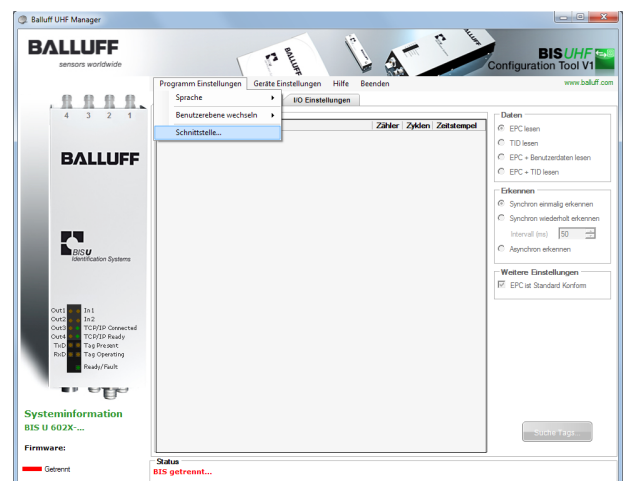 Balluff UHF Manager
BALLUFF
sensors worldwide
BALLUFF
BIS UHF
Configuration Tool V1
Programm Einstellungen Geräte Einstellungen Hilfe Beenden
www.balluff.com
Sprache
Benutzerebene wechseln
Schnittstelle...
I/O Einstellungen
Zähler Zyklen Zeitstempel
4 3 2 1
BALLUFF
BIS U
Identification Systems
Out1 In1
Out2 In2
Out3 TCP/IP Connected
Out4 TCP/IP Ready
TxD Tag Present
RxD Tag Operating
Ready/Fault
Systeminformation
BIS U 602X-...
Firmware:
Getrennt
Daten
EPC lesen
TID lesen
EPC + Benutzerdaten lesen
EPC + TID lesen
Erkennen
Synchron einmalig erkennen
Synchron wiederholt erkennen
Intervall (ms) 50
Asynchron erkennen
Weitere Einstellungen
EPC ist Standard Konform
Suche Tags...
Status
BIS getrennt...